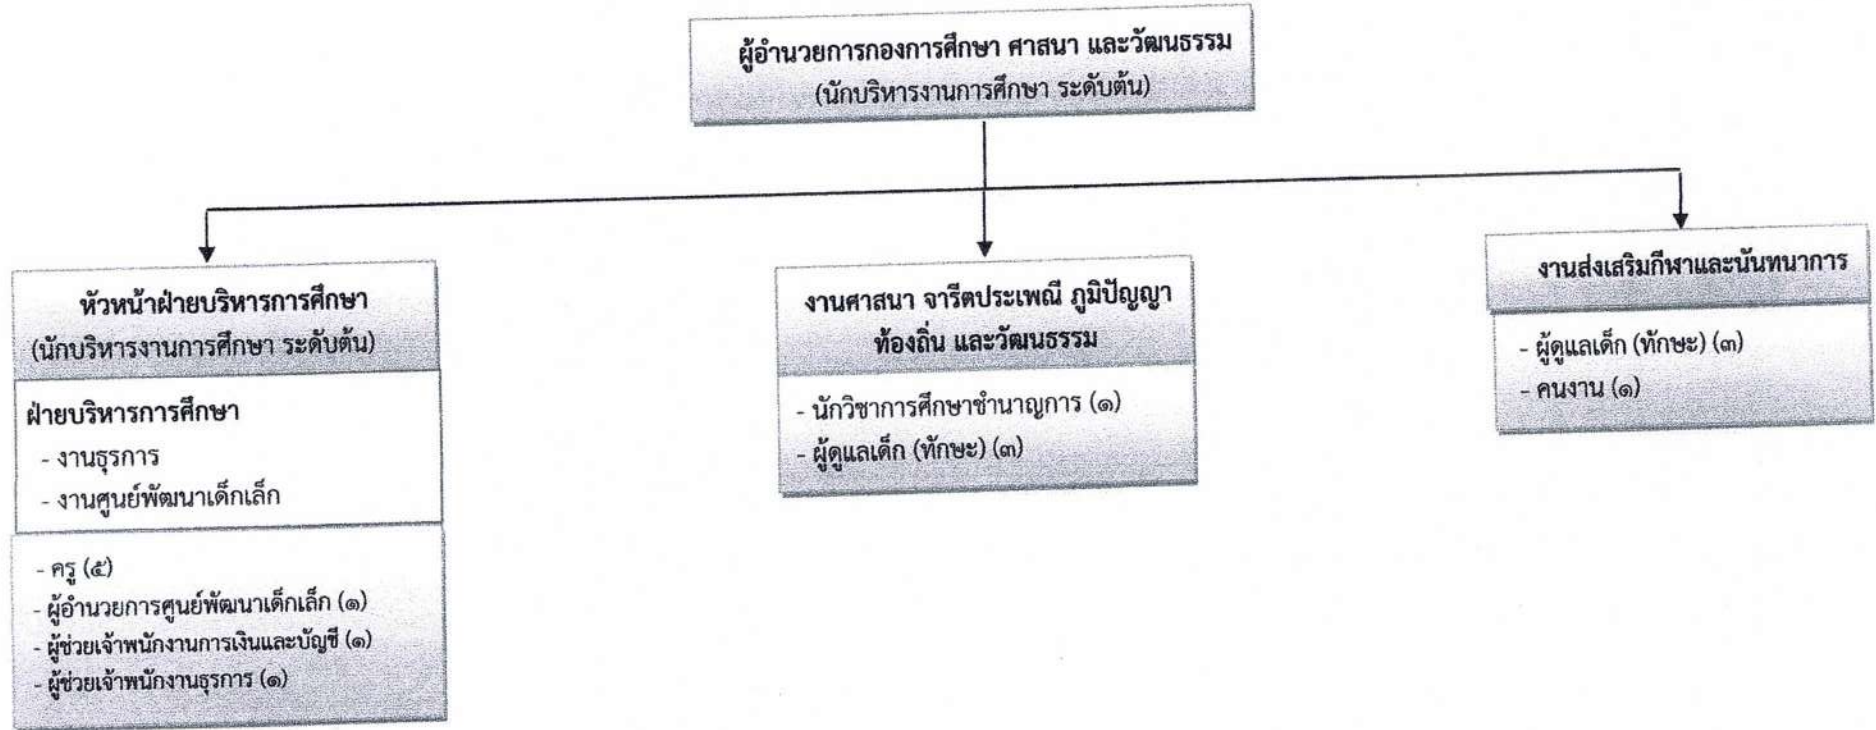 ผู้อำนวยการกองการศึกษา ศาสนา และวัฒนธรรม
(นักบริหารงานการศึกษา ระดับต้น)
หัวหน้าฝ่ายบริหารการศึกษา
(นักบริหารงานการศึกษา ระดับต้น)
ฝ่ายบริหารการศึกษา
- งานธุรการ
- งานศูนย์พัฒนาเด็กเล็ก
- ครู (๕)
- ผู้อำนวยการศูนย์พัฒนาเด็กเล็ก (๑)
- ผู้ช่วยเจ้าพนักงานการเงินและบัญชี (๑)
- ผู้ช่วยเจ้าพนักงานธุรการ (๑)
งานศาสนา จารีตประเพณี ภูมิปัญญา
ท้องถิ่น และวัฒนธรรม
- นักวิชาการศึกษาชำนาญการ (๑)
- ผู้ดูแลเด็ก (ทักษะ) (๓)
งานส่งเสริมกีฬาและนันทนาการ
- ผู้ดูแลเด็ก (ทักษะ) (๓)
- คนงาน (๑)